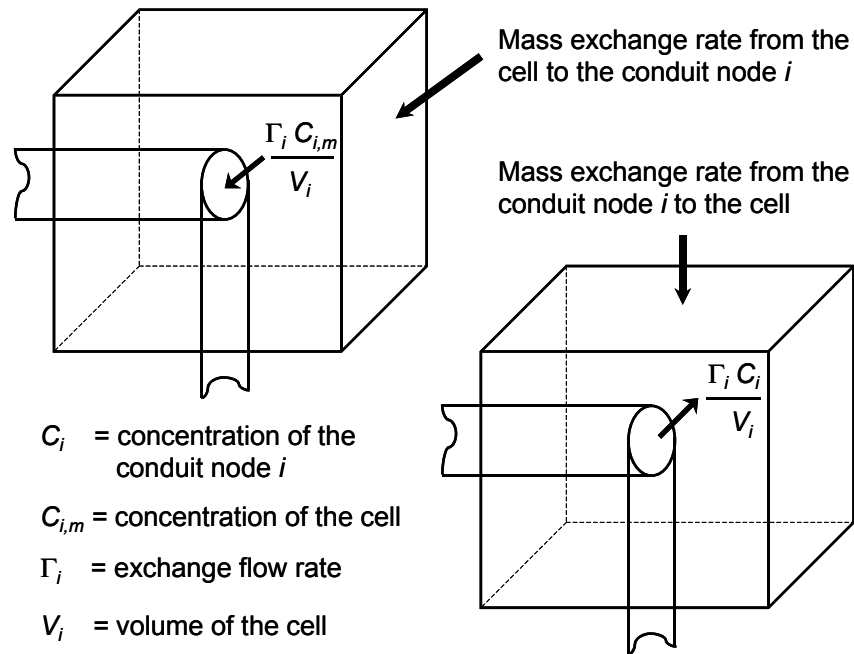 Mass exchange rate from the
cell to the conduit node i
Γi Ci,m
Vi
Mass exchange rate from the
conduit node i to the cell
Γi Ci
Vi
Ci = concentration of the
conduit node i
Ci,m = concentration of the cell
Γi = exchange flow rate
Vi = volume of the cell